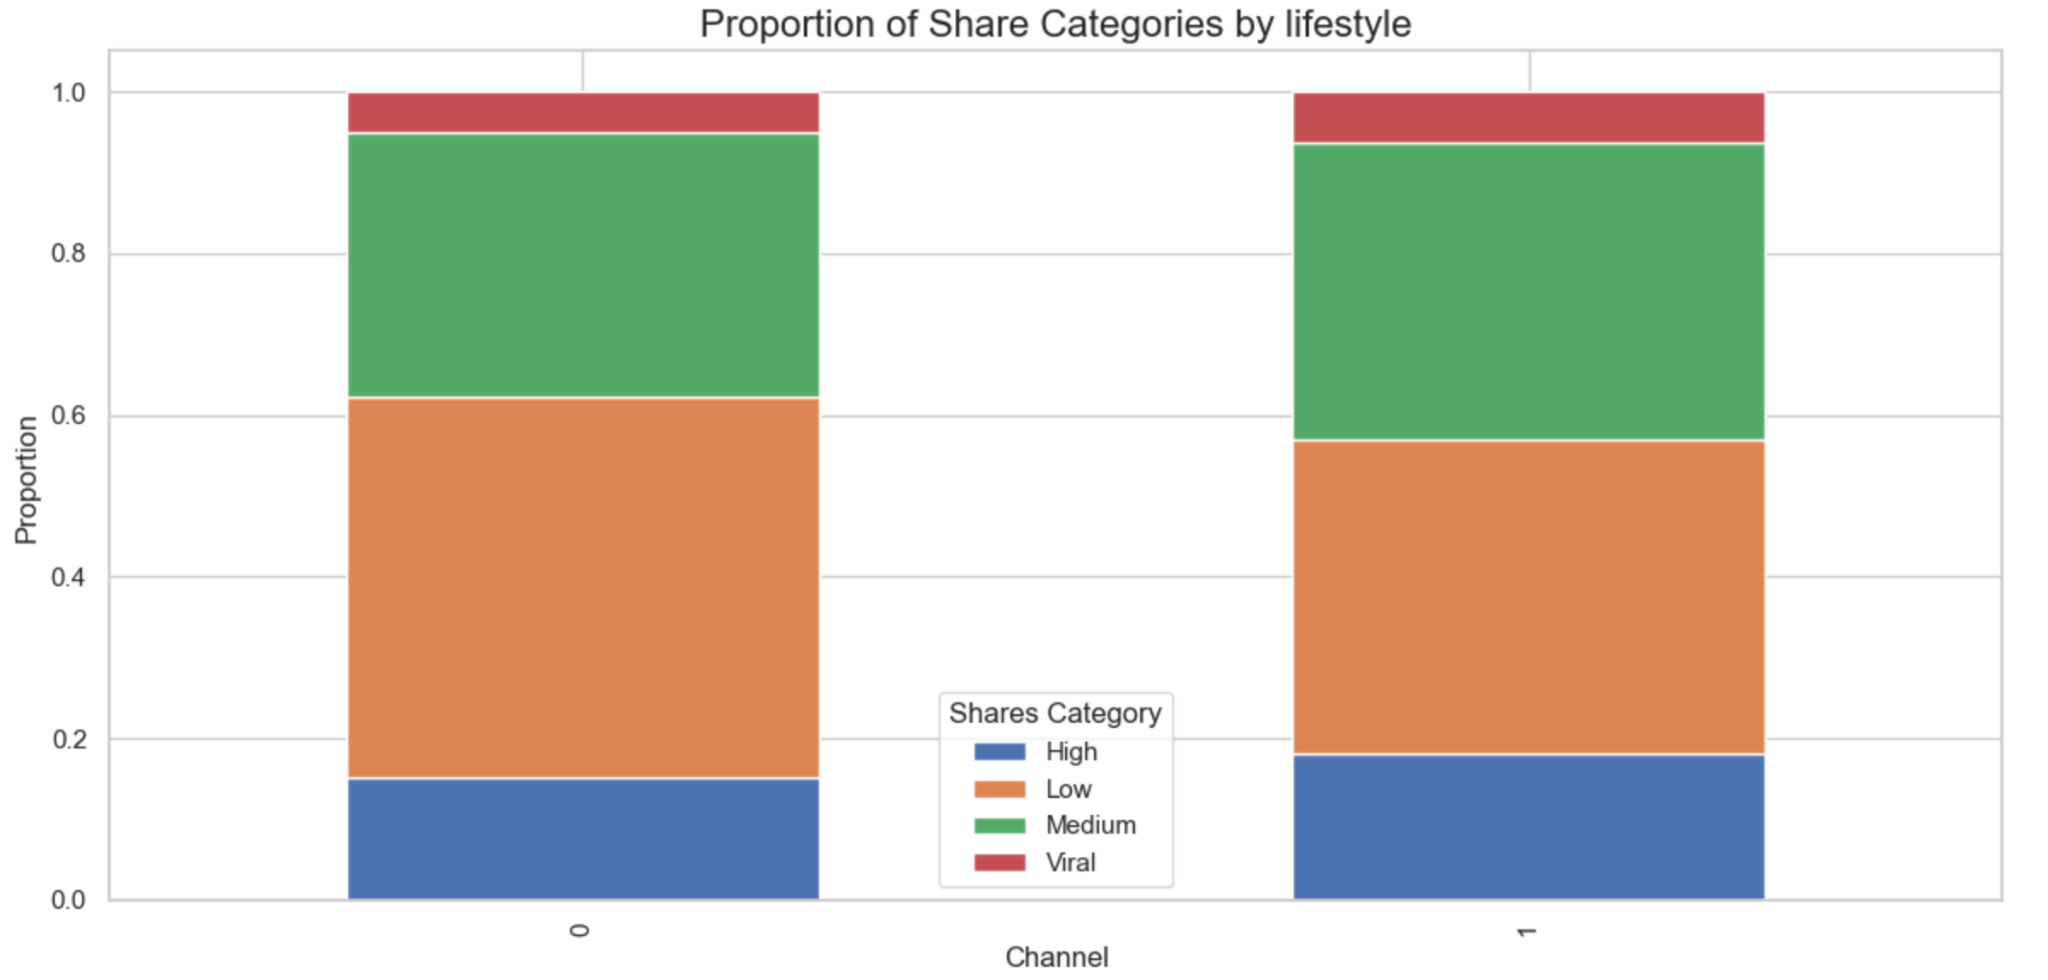 Proportion of Share Categories by lifestyle
Proportion
1.0
0.8
0.6
0.4
0.2
0.0
Shares Category
High
Low
Medium
Viral
0
1
Channel